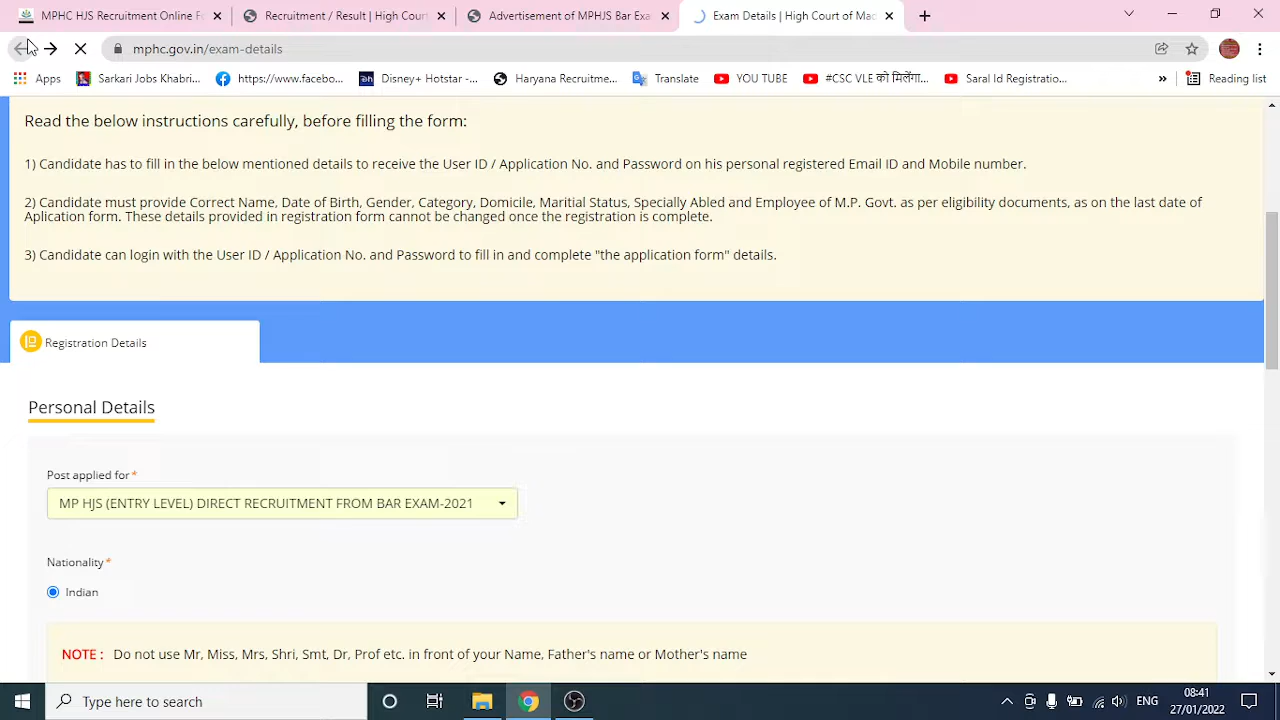 MPHC HJS Recruitment Online F
Recruitment / Result | High Court
Advertisement of MPHJS Bar Exa
Exam Details | High Court of Mac
mphc.gov.in/exam-details
Apps
Sarkari Jobs Khabri...
https://www.facebo...
Disney+ Hotstar -...
Haryana Recruitme...
Translate
YOU TUBE
#CSC VLE को मिलेंगा...
Saral Id Registratio...
»
Reading list
Read the below instructions carefully, before filling the form:
1) Candidate has to fill in the below mentioned details to receive the User ID / Application No. and Password on his personal registered Email ID and Mobile number.
2) Candidate must provide Correct Name, Date of Birth, Gender, Category, Domicile, Maritial Status, Specially Abled and Employee of M.P. Govt. as per eligibility documents, as on the last date of
Aplication form. These details provided in registration form cannot be changed once the registration is complete.
3) Candidate can login with the User ID / Application No. and Password to fill in and complete "the application form" details.
Registration Details
Personal Details
Post applied for *
MP HJS (ENTRY LEVEL) DIRECT RECRUITMENT FROM BAR EXAM-2021
Nationality *
Indian
NOTE : Do not use Mr, Miss, Mrs, Shri, Smt, Dr, Prof etc. in front of your Name, Father's name or Mother's name
Type here to search
ENG
08:41
27/01/2022